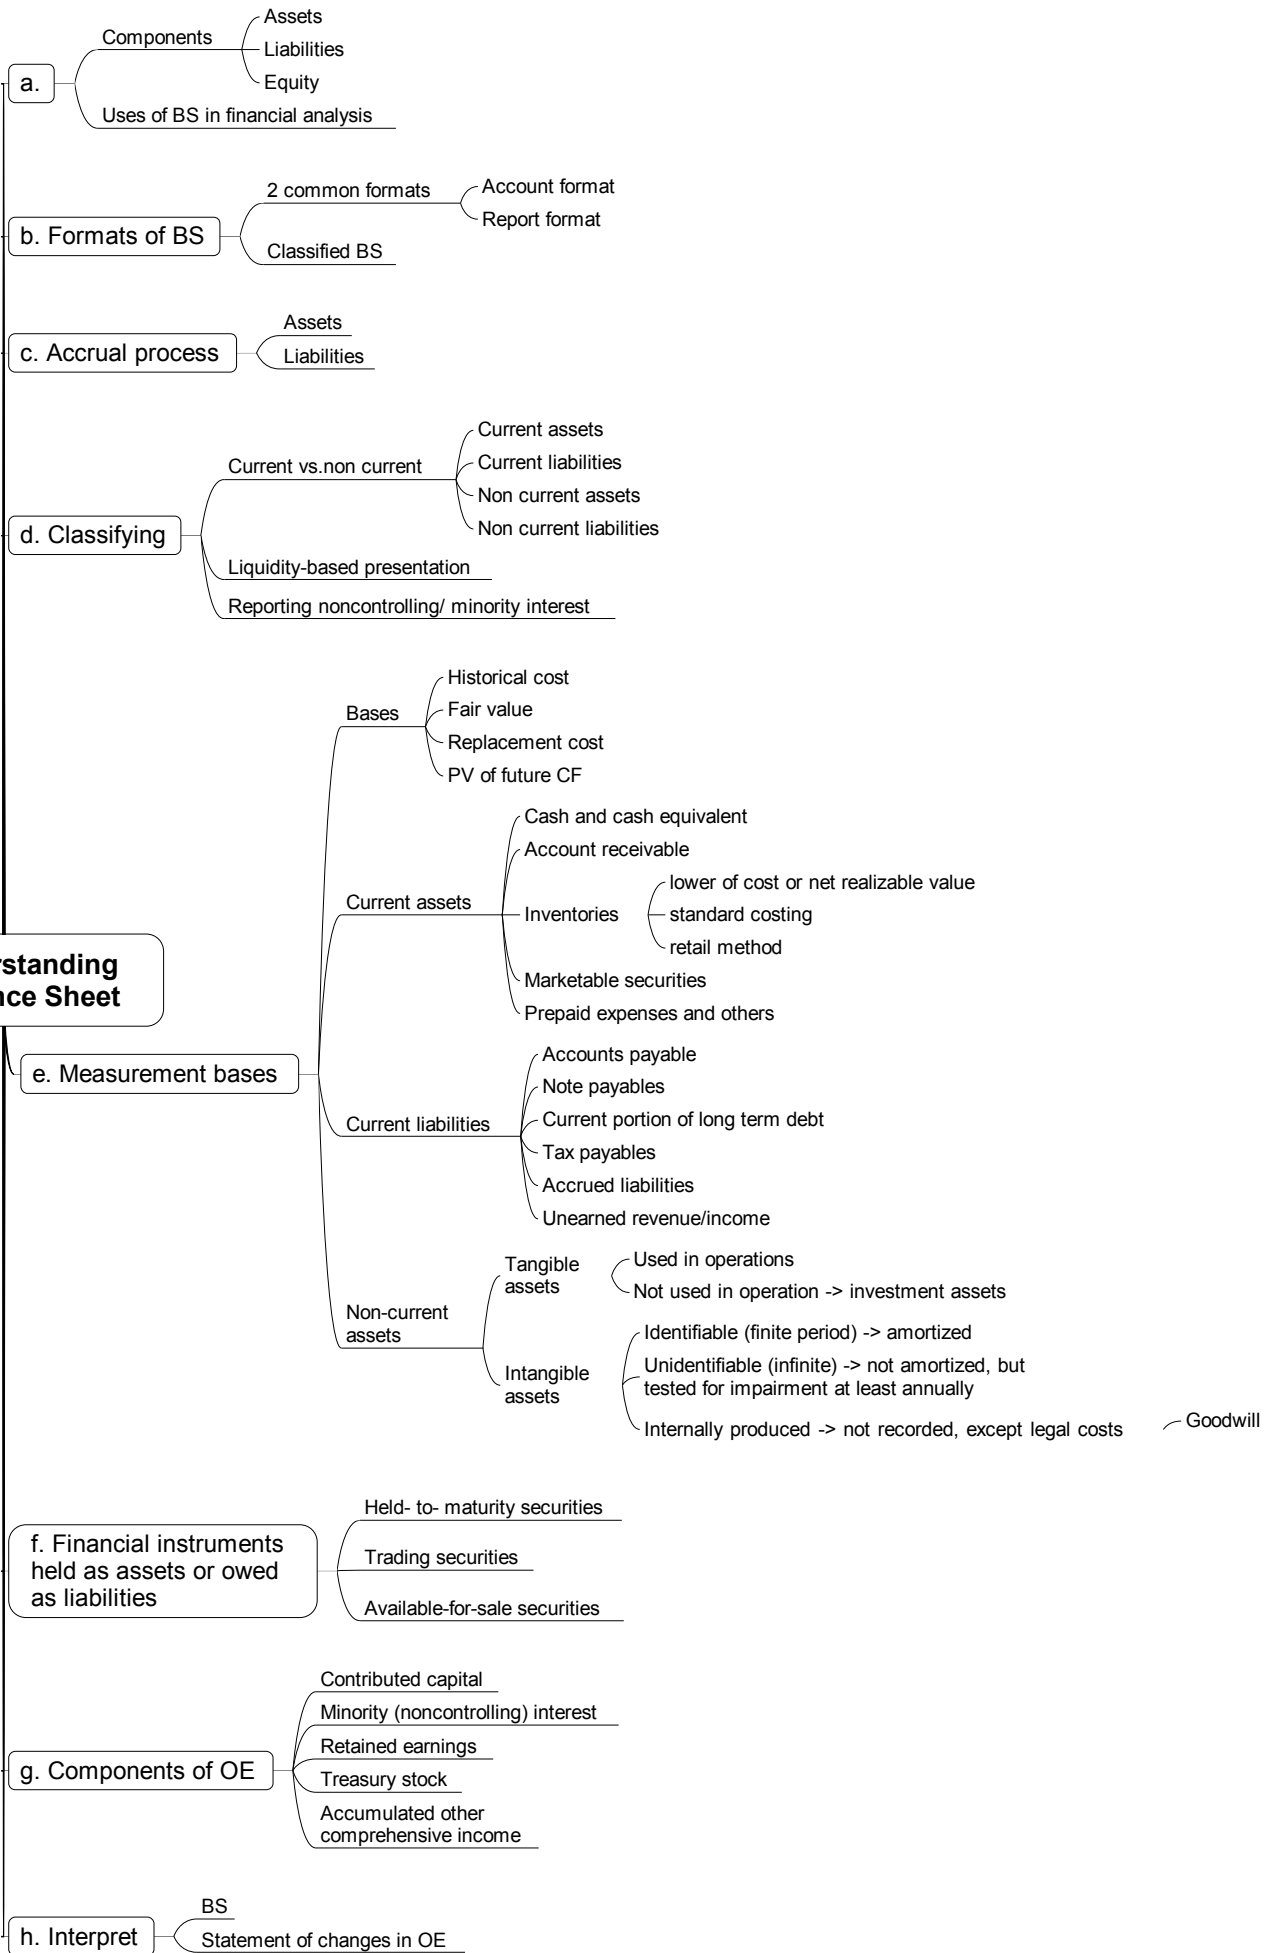 a.
Components
Assets
Liabilities
Equity
Uses of BS in financial analysis
b. Formats of BS
2 common formats
Account format
Report format
Classified BS
c. Accrual process
Assets
Liabilities
d. Classifying
Current vs.non current
Current assets
Current liabilities
Non current assets
Non current liabilities
Liquidity-based presentation
Reporting noncontrolling/ minority interest
rstanding
nce Sheet
e. Measurement bases
Bases
Historical cost
Fair value
Replacement cost
PV of future CF
Current assets
Cash and cash equivalent
Account receivable
Inventories
lower of cost or net realizable value
standard costing
retail method
Marketable securities
Prepaid expenses and others
Current liabilities
Accounts payable
Note payables
Current portion of long term debt
Tax payables
Accrued liabilities
Unearned revenue/income
Non-current
assets
Tangible
assets
Used in operations
Not used in operation -> investment assets
Intangible
assets
Identifiable (finite period) -> amortized
Unidentifiable (infinite) -> not amortized, but
tested for impairment at least annually
Internally produced -> not recorded, except legal costs
Goodwill
f. Financial instruments
held as assets or owed
as liabilities
Held- to- maturity securities
Trading securities
Available-for-sale securities
g. Components of OE
Contributed capital
Minority (noncontrolling) interest
Retained earnings
Treasury stock
Accumulated other
comprehensive income
h. Interpret
BS
Statement of changes in OE